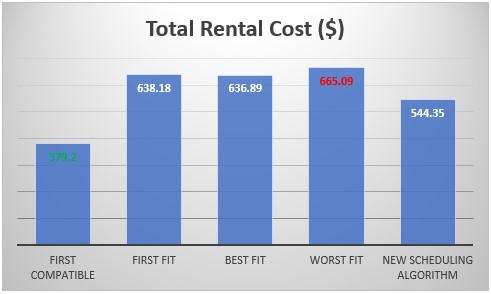 Total Rental Cost ($)
379.2
638.18
636.89
665.09
544.35
FIRST COMPATIBLE
FIRST FIT
BEST FIT
WORST FIT
NEW SCHEDULING ALGORITHM